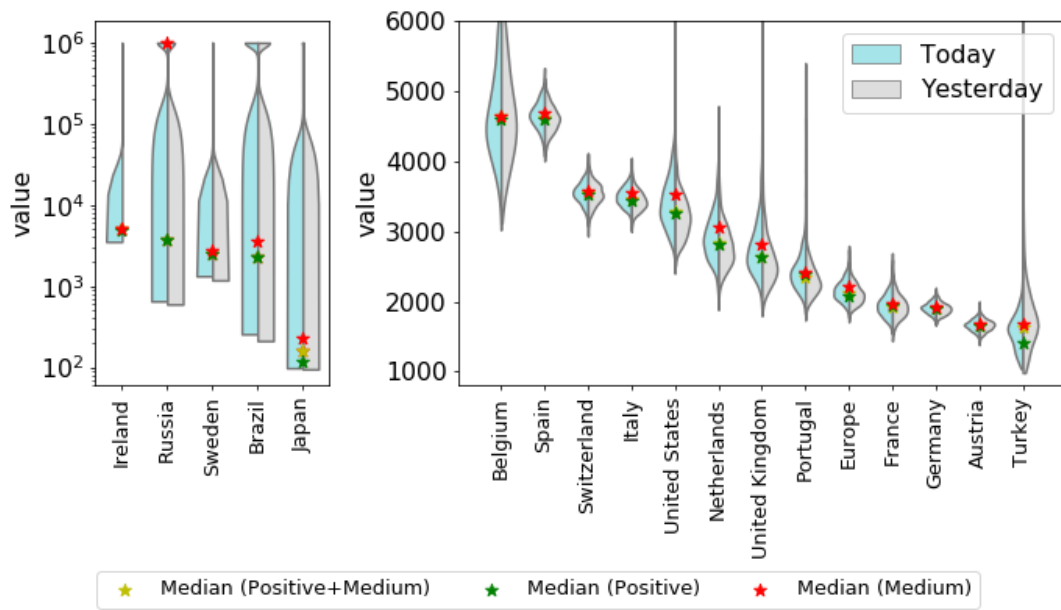 10⁶
10⁵
10⁴
10³
10²
value
Ireland
Russia
Sweden
Brazil
Japan
6000
5000
4000
3000
2000
1000
value
Today
Yesterday
Belgium
Spain
Switzerland
Italy
United States
Netherlands
United Kingdom
Portugal
Europe
France
Germany
Austria
Turkey
Median (Positive+Medium) Median (Positive) Median (Medium)